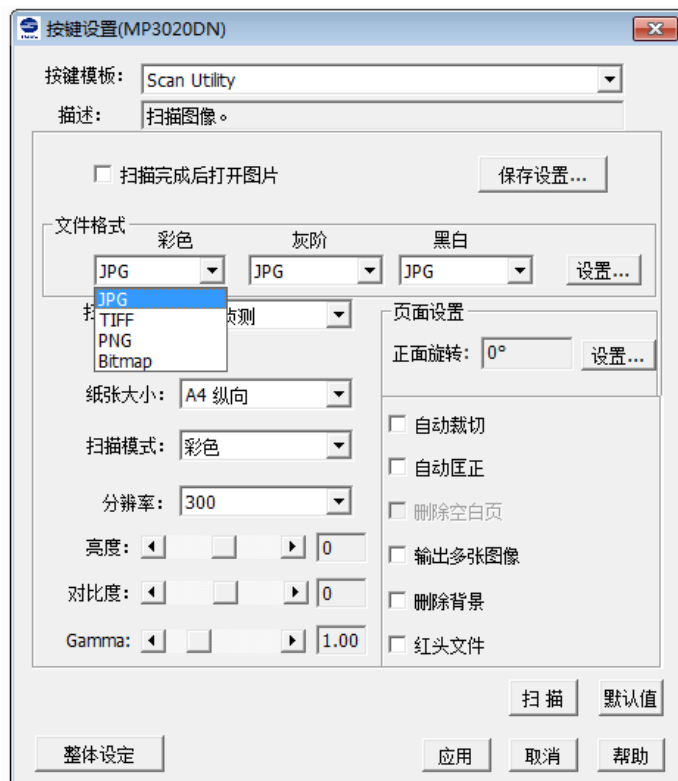 按键设置(MP3020DN)
按键模板: Scan Utility
描述: 扫描图像。
扫描完成后打开图片 保存设置...
文件格式
彩色 灰阶 黑白
JPG JPG JPG 设置...
JPG
TIFF
PNG
Bitmap
扫 侦测 页面设置
正面旋转: 0° 设置...
纸张大小: A4 纵向
自动裁切
扫描模式: 彩色
自动匡正
分辨率: 300
删除空白页
亮度: 0
输出多张图像
对比度: 0
删除背景
Gamma: 1.00
红头文件
扫 描 默认值
整体设定 应用 取消 帮助